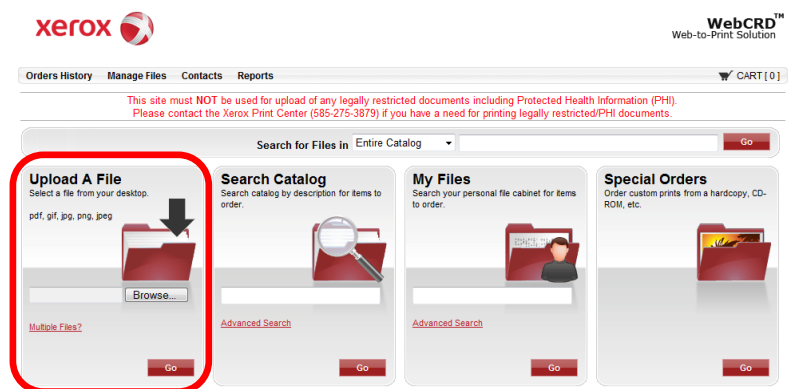 xerox
WebCRD™
Web-to-Print Solution
Orders History Manage Files Contacts Reports CART [ 0 ]
This site must NOT be used for upload of any legally restricted documents including Protected Health Information (PHI).
Please contact the Xerox Print Center (585-275-3879) if you have a need for printing legally restricted/PHI documents.
Search for Files in Entire Catalog Go
Upload A File
Select a file from your desktop.
pdf, gif, jpg, png, jpeg
Browse...
Multiple Files?
Go
Search Catalog
Search catalog by description for items to
order.
Advanced Search
Go
My Files
Search your personal file cabinet for items
to order.
Advanced Search
Go
Special Orders
Order custom prints from a hardcopy, CD-
ROM, etc.
Go